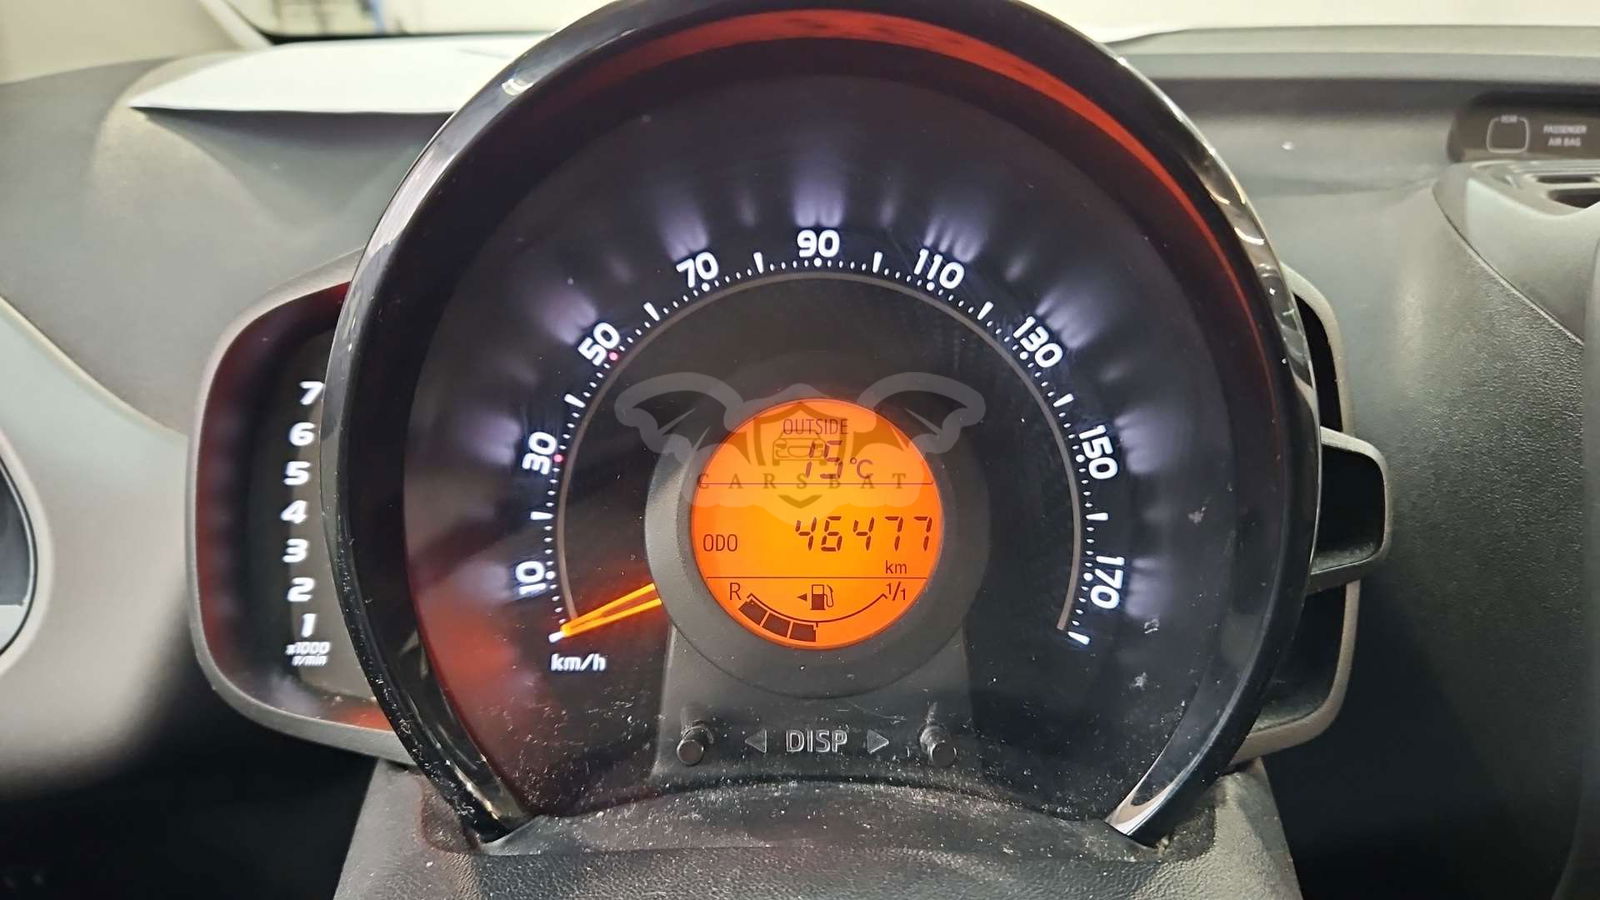 PASSENGER
AIR BAG
10
30
50
70
90
110
130
150
170
km/h
7
6
5
4
3
2
1
x1000
r/min
OUTSIDE
15°C
CARSBAT
ODO 46477
km
R 1/1
DISP